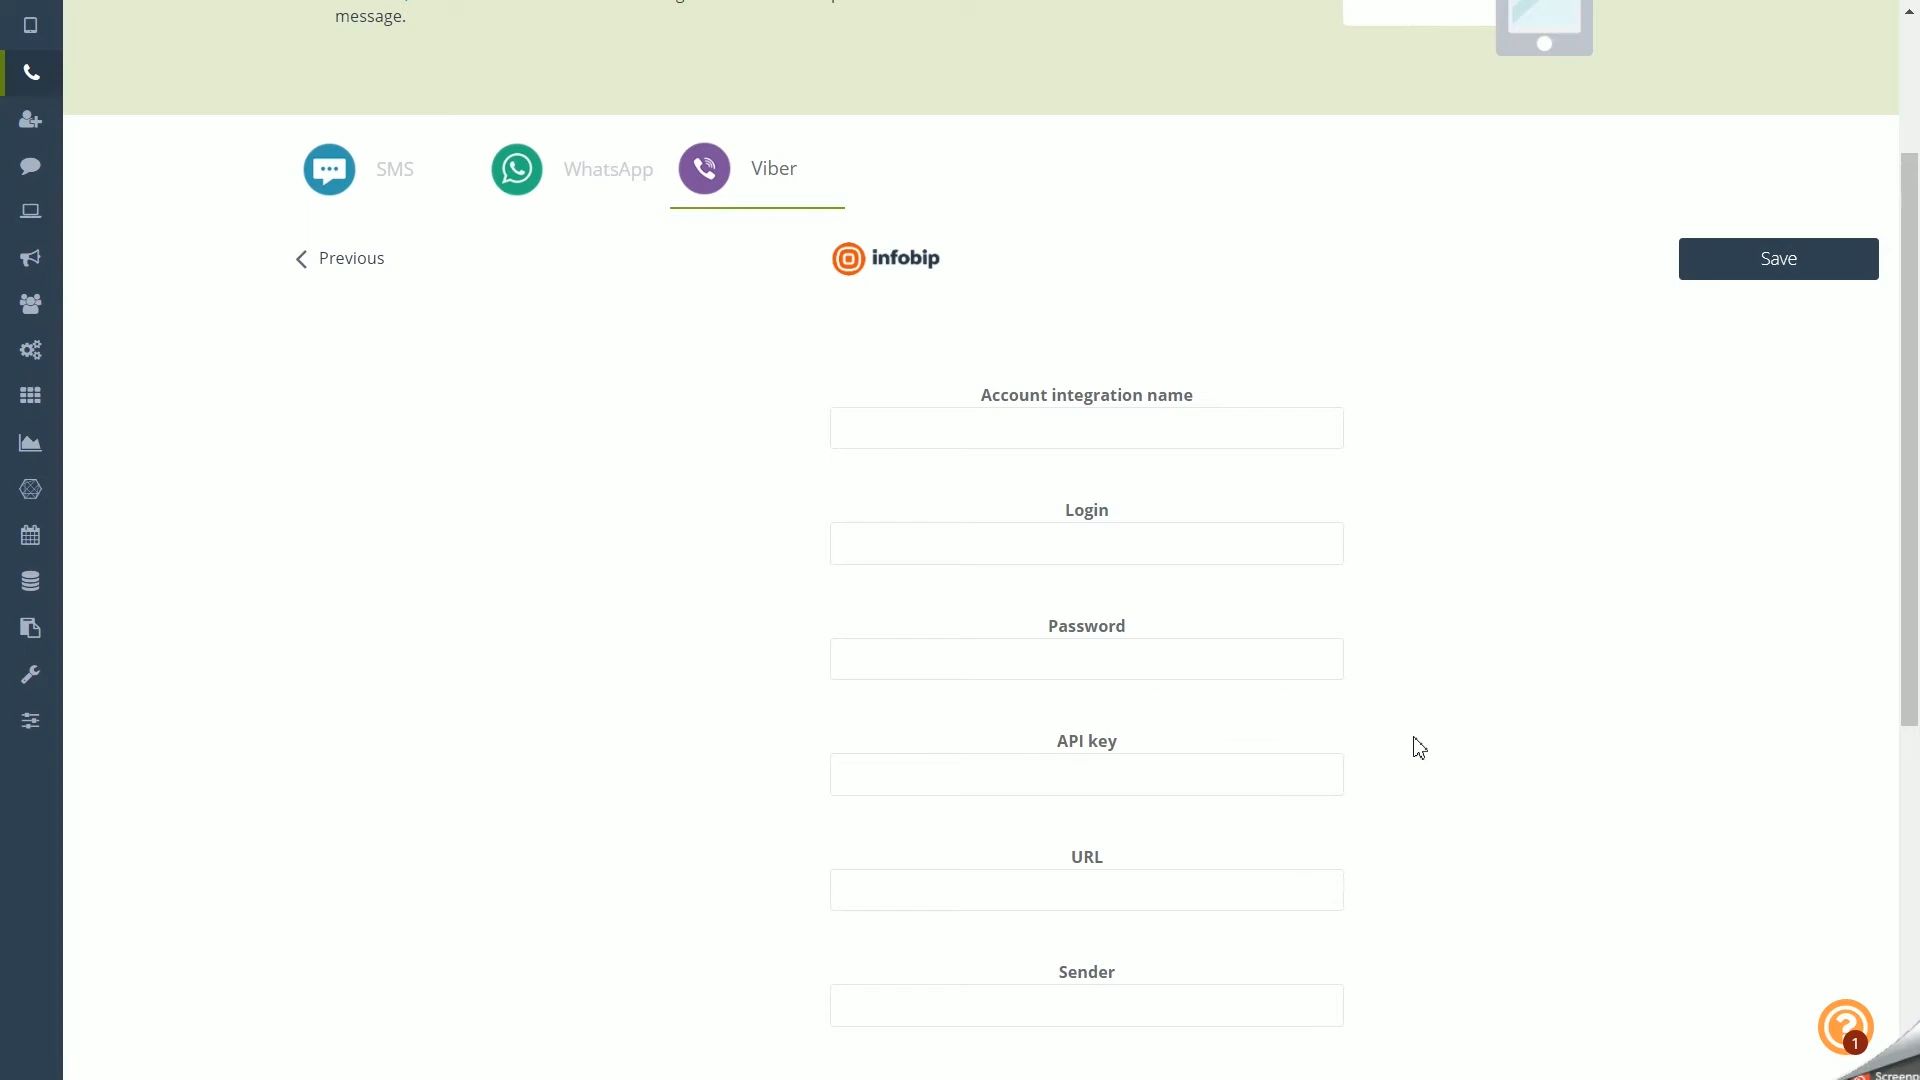 message.
SMS
WhatsApp
Viber
Previous
infobip
Save
Account integration name
Login
Password
API key
URL
Sender
1